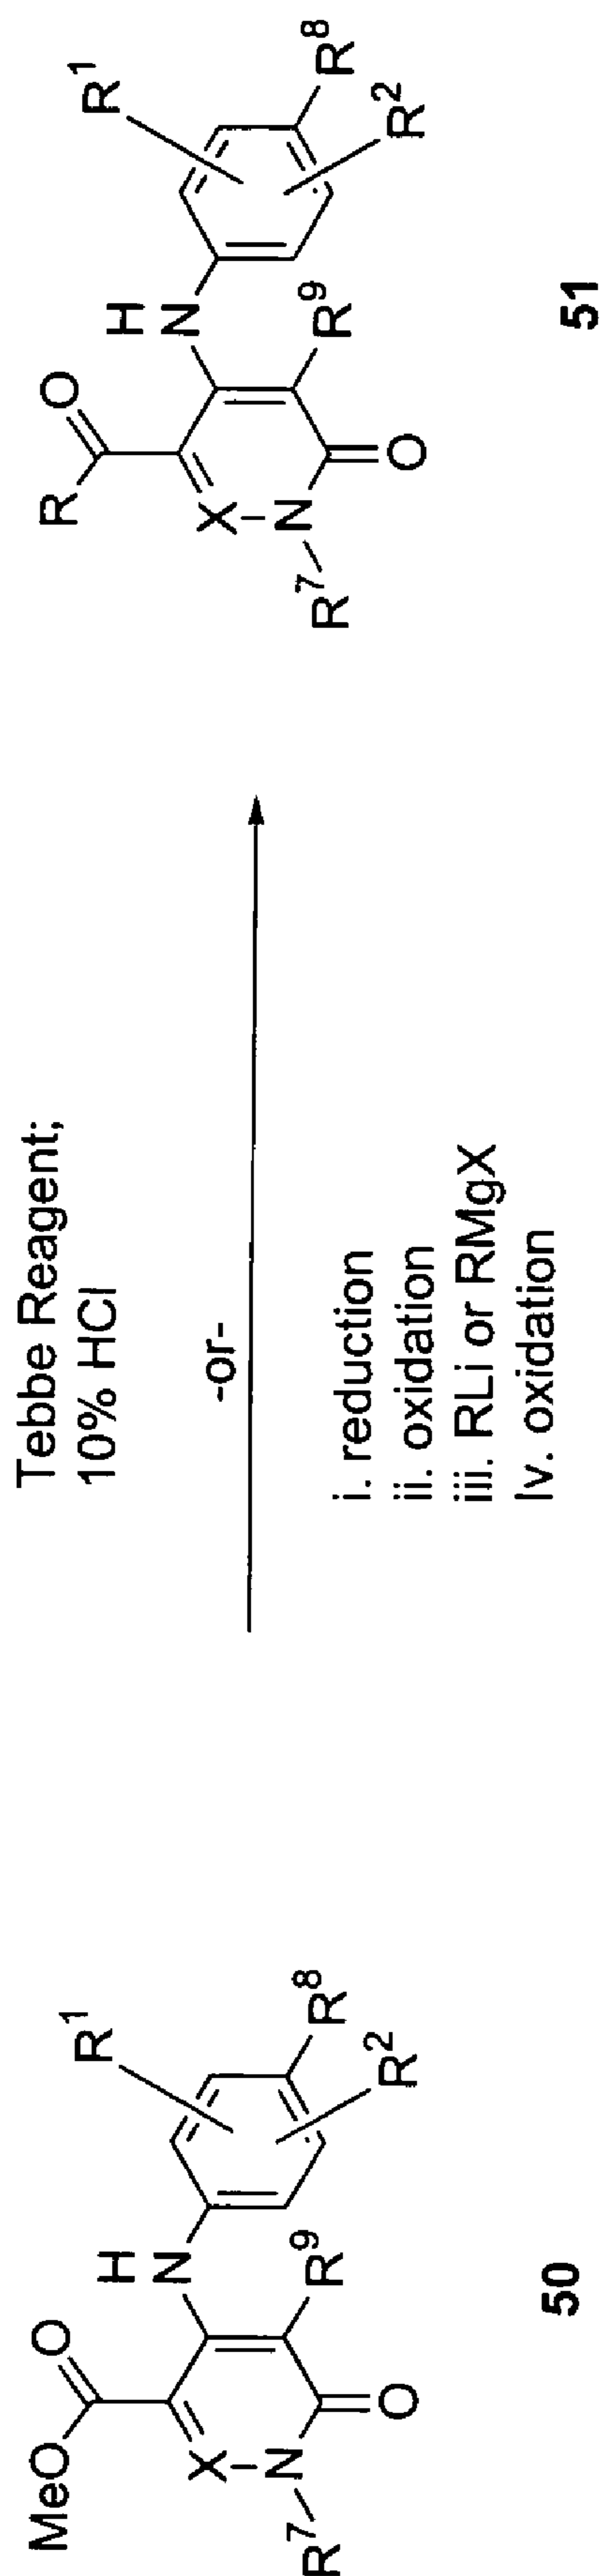 MeO
O
H
N
R1
R8
R2
R9
X
N
R7
O
50
Tebbe Reagent;
10% HCl
-or-
i. reduction
ii. oxidation
iii. RLi or RMgX
Iv. oxidation
R
O
H
N
R1
R8
R2
R9
X
N
R7
O
51